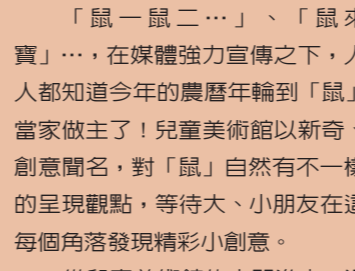 「鼠一鼠二⋯」、「鼠來
寶」⋯，在媒體強力宣傳之下，人
人都知道今年的農曆年輪到「鼠」
當家做主了！兒童美術館以新奇、
創意聞名，對「鼠」自然有不一樣
的呈現觀點，等待大、小朋友在這
每個角落發現精彩小創意。